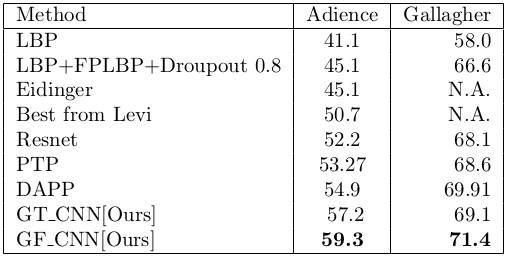 Method Adience Gallagher
LBP 41.1 58.0
LBP+FPLBP+Droupout 0.8 45.1 66.6
Eidinger 45.1 N.A.
Best from Levi 50.7 N.A.
Resnet 52.2 68.1
PTP 53.27 68.6
DAPP 54.9 69.91
GT_CNN[Ours] 57.2 69.1
GF_CNN[Ours] 59.3 71.4